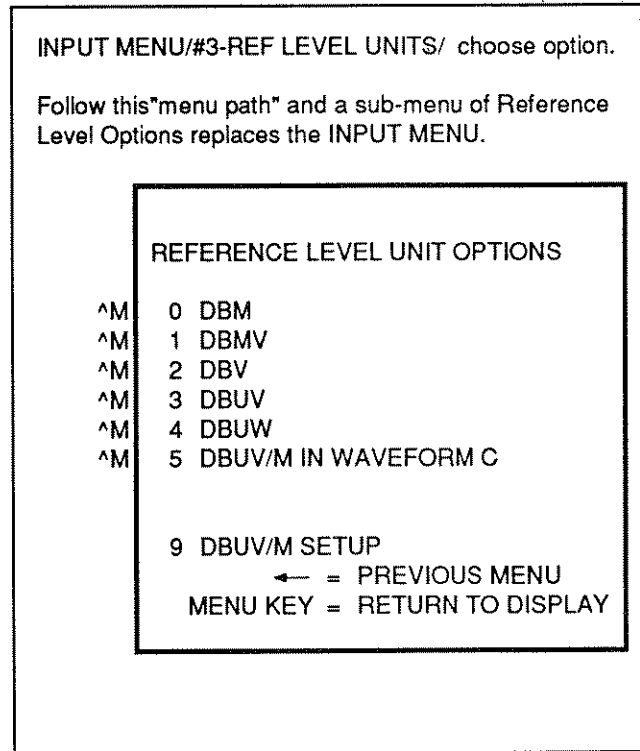 INPUT MENU/#3-REF LEVEL UNITS/ choose option.
Follow this"menu path" and a sub-menu of Reference
Level Options replaces the INPUT MENU.
REFERENCE LEVEL UNIT OPTIONS
^M 0 DBM
^M 1 DBMV
^M 2 DBV
^M 3 DBUV
^M 4 DBUW
^M 5 DBUV/M IN WAVEFORM C
9 DBUV/M SETUP
← = PREVIOUS MENU
MENU KEY = RETURN TO DISPLAY